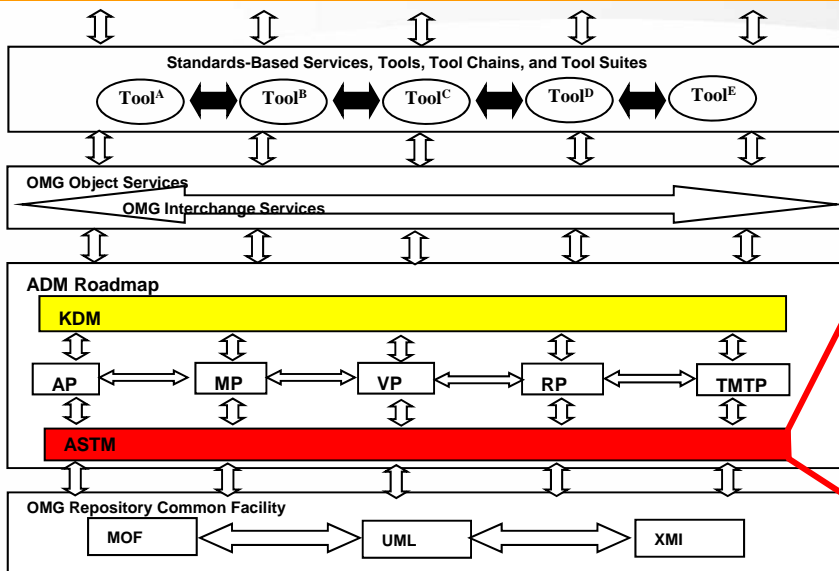 Standards-Based Services, Tools, Tool Chains, and Tool Suites
ToolA ToolB ToolC ToolD ToolE
OMG Object Services
OMG Interchange Services
ADM Roadmap
KDM
AP MP VP RP TMTP
ASTM
OMG Repository Common Facility
MOF UML XMI